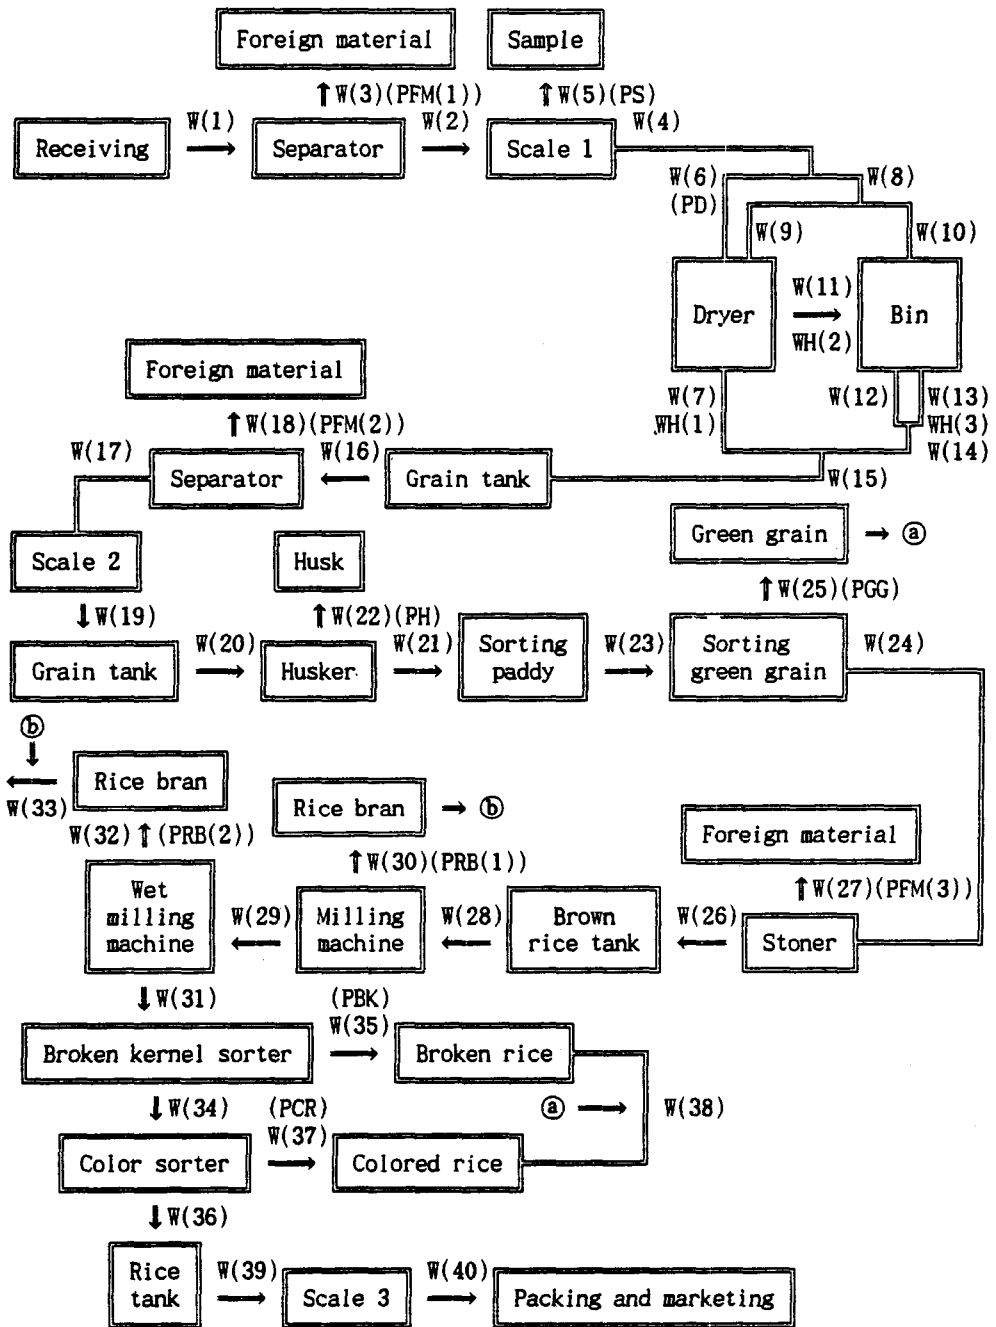 Foreign material
Sample
↑W(3)(PFM(1))
↑W(5)(PS)
W(1)
W(2)
W(4)
Receiving
Separator
Scale 1
W(6)
(PD)
W(8)
W(9)
W(10)
Dryer
W(11)
WH(2)
Bin
Foreign material
W(7)
WH(1)
W(12)
W(13)
WH(3)
W(14)
↑W(18)(PFM(2))
W(17)
W(16)
W(15)
Separator
Grain tank
Green grain → ⓐ
Scale 2
Husk
↑W(25)(PGG)
↓W(19)
↑W(22)(PH)
W(20)
W(21)
W(23)
W(24)
Grain tank
Husker
Sorting
paddy
Sorting
green grain
ⓑ
Rice bran
W(33)
Rice bran → ⓑ
W(32)↑(PRB(2))
Foreign material
↑W(30)(PRB(1))
↑W(27)(PFM(3))
Wet
milling
machine
W(29)
Milling
machine
W(28)
Brown
rice tank
W(26)
Stoner
↓W(31)
(PBK)
W(35)
Broken kernel sorter
Broken rice
↓W(34)
(PCR)
W(37)
ⓐ →
W(38)
Color sorter
Colored rice
↓W(36)
Rice
tank
W(39)
Scale 3
W(40)
Packing and marketing